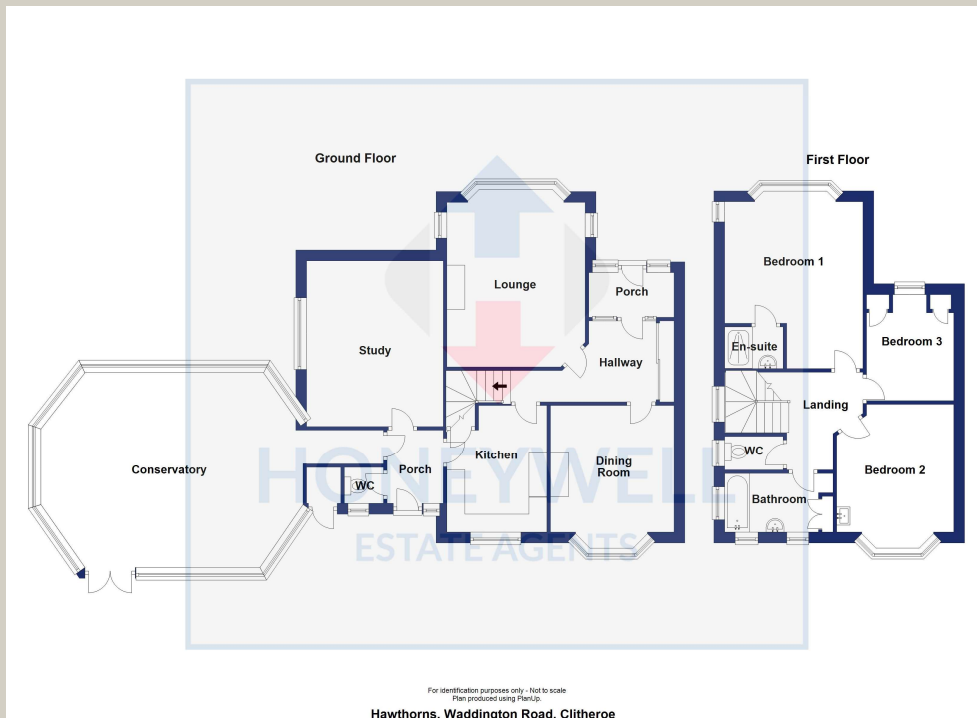 Ground Floor
First Floor
Lounge
Porch
Study
Hallway
Conservatory
WC
Porch
Kitchen
Dining
Room
Bedroom 1
En-suite
Bedroom 3
Landing
WC
Bedroom 2
Bathroom
HONEYWELL
ESTATE AGENTS
For identification purposes only - Not to scale
Plan produced using PlanUp.
Hawthorns, Waddington Road, Clitheroe